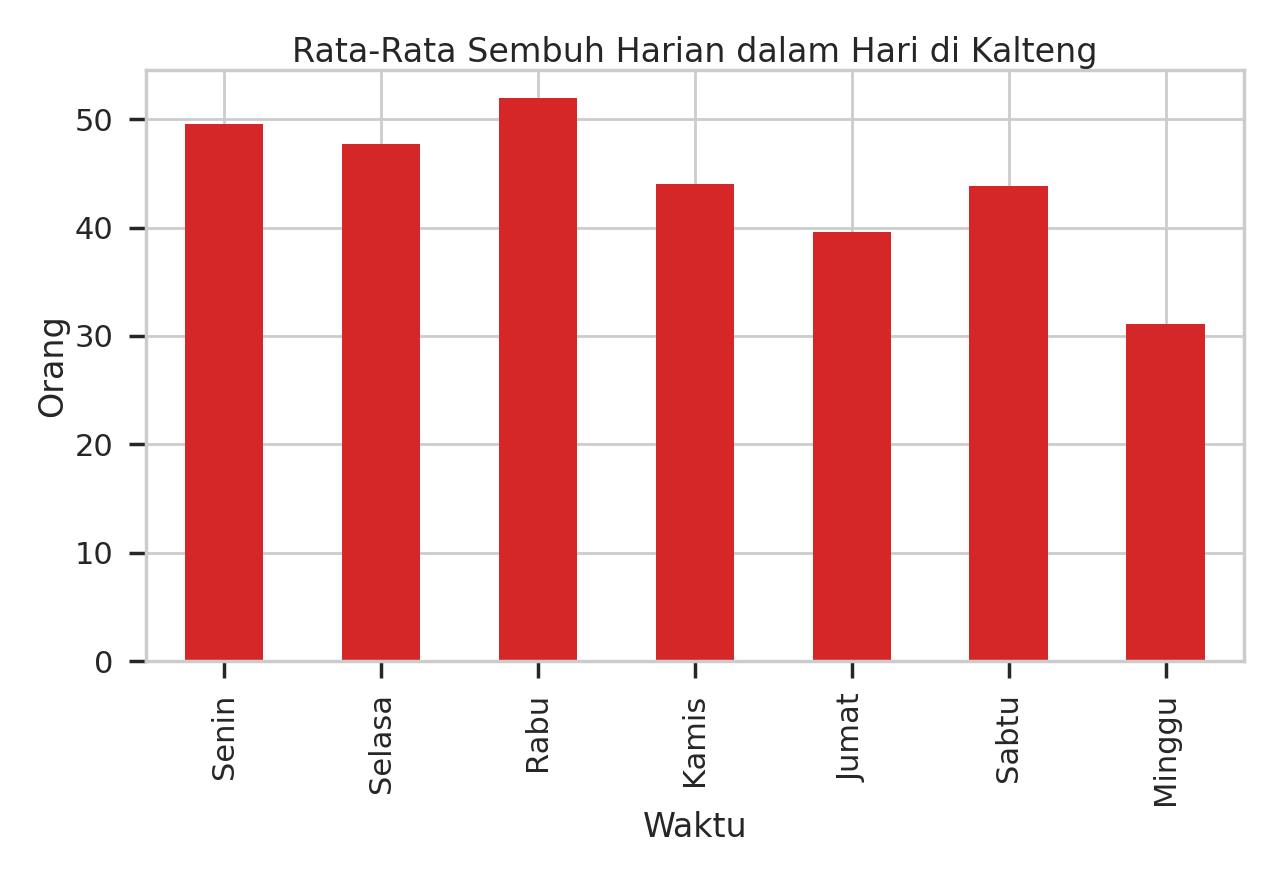 Rata-Rata Sembuh Harian dalam Hari di Kalteng
Orang
50
40
30
20
10
0
Senin
Selasa
Rabu
Kamis
Jumat
Sabtu
Minggu
Waktu